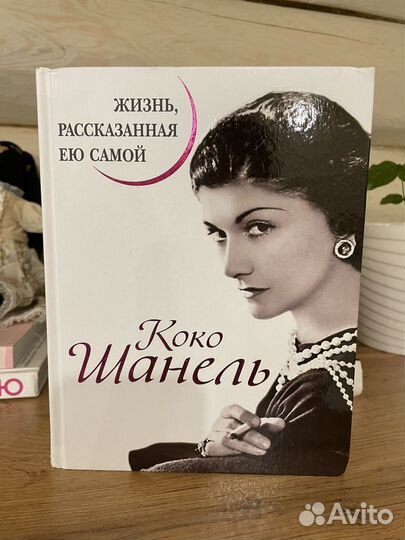 ЖИЗНЬ,
РАССКАЗАННАЯ
ЕЮ САМОЙ
Коко
Шанель
Ю
Avito